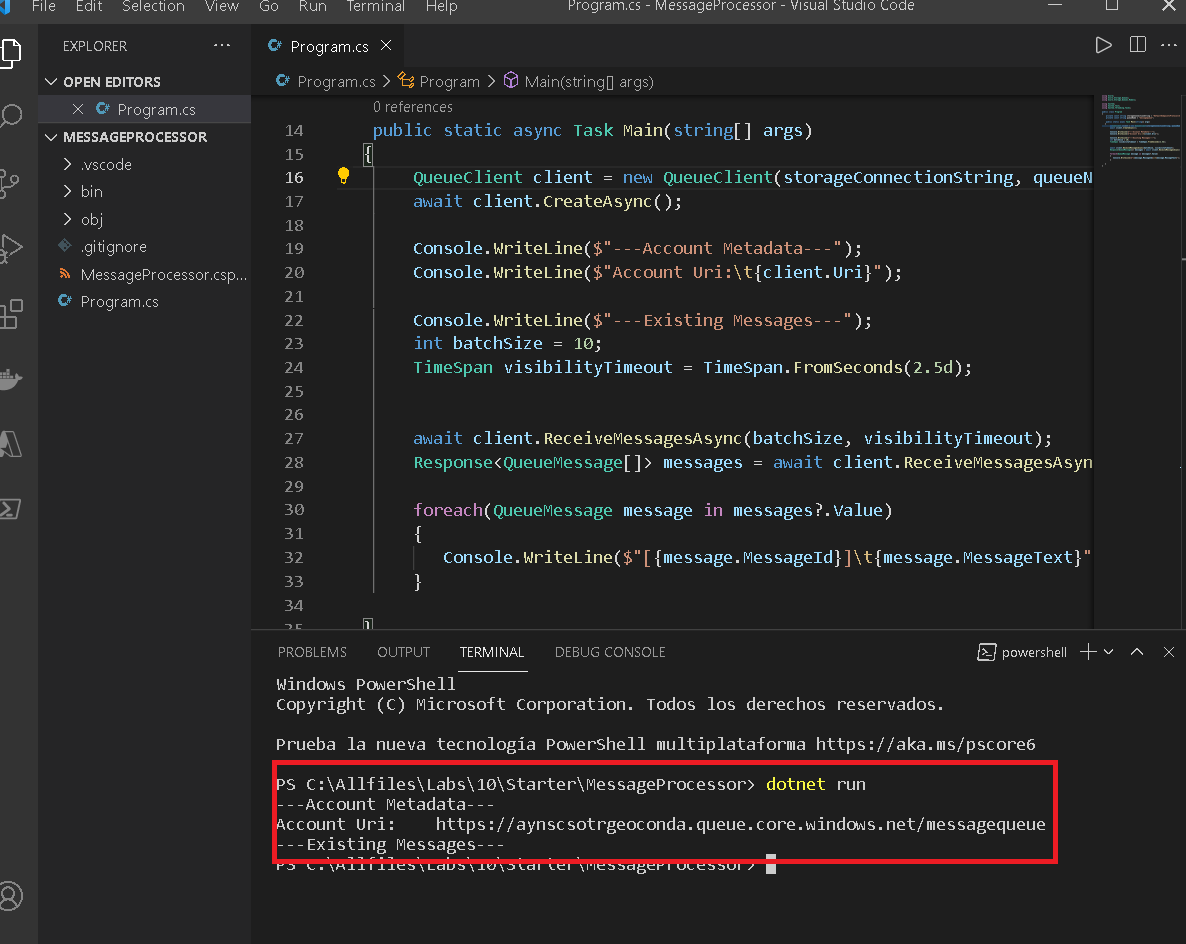 File Edit Selection View Go Run Terminal Help Program.cs - MessageProcessor - Visual Studio Code
EXPLORER ···
OPEN EDITORS
Program.cs
MESSAGEPROCESSOR
.vscode
bin
obj
.gitignore
MessageProcessor.csp...
Program.cs
Program.cs
Program.cs > Program > Main(string[] args)
0 references
14 public static async Task Main(string[] args)
15 {
16 QueueClient client = new QueueClient(storageConnectionString, queueN
17 await client.CreateAsync();
18
19 Console.WriteLine($"---Account Metadata---");
20 Console.WriteLine($"Account Uri:\t{client.Uri}");
21
22 Console.WriteLine($"---Existing Messages---");
23 int batchSize = 10;
24 TimeSpan visibilityTimeout = TimeSpan.FromSeconds(2.5d);
25
26
27 await client.ReceiveMessagesAsync(batchSize, visibilityTimeout);
28 Response<QueueMessage[]> messages = await client.ReceiveMessagesAsyn
29
30 foreach(QueueMessage message in messages?.Value)
31 {
32 Console.WriteLine($"[{message.MessageId}]\t{message.MessageText}"
33 }
34
35 }
PROBLEMS OUTPUT TERMINAL DEBUG CONSOLE powershell
Windows PowerShell
Copyright (C) Microsoft Corporation. Todos los derechos reservados.
Prueba la nueva tecnología PowerShell multiplataforma https://aka.ms/pscore6
PS C:\Allfiles\Labs\10\Starter\MessageProcessor> dotnet run
---Account Metadata---
Account Uri: https://aynscsotrgeoconda.queue.core.windows.net/messagequeue
---Existing Messages---
PS C:\Allfiles\Labs\10\Starter\MessageProcessor>